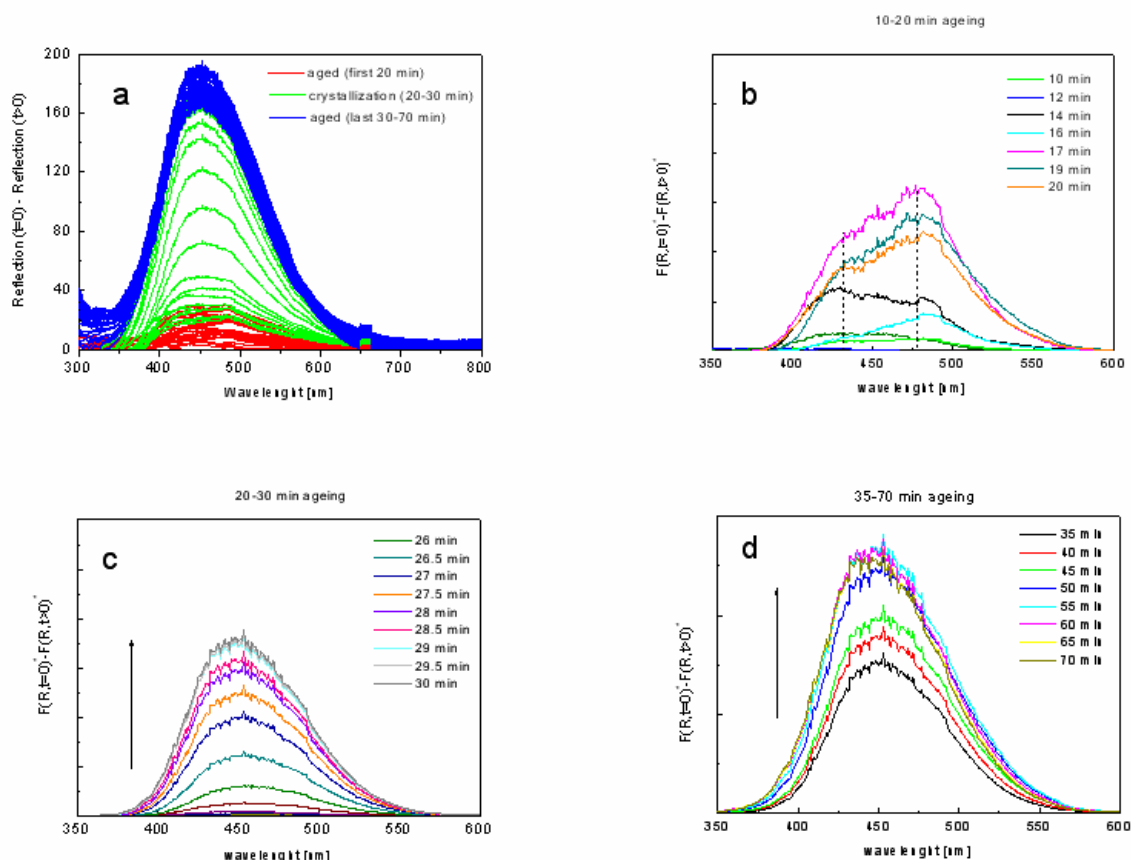 a
200
160
120
80
40
0
300
400
500
600
700
800
Reflection (t=0) - Reflection (t>0)
Wavelenght [nm]
aged (first 20 min)
crystallization (20-30 min)
aged (last 30-70 min)
10-20 min ageing
b
10 min
12 min
14 min
16 min
17 min
19 min
20 min
F(R,t=0)*-F(R,t>0)*
350
400
450
500
550
600
wavelenght [nm]
20-30 min ageing
c
26 min
26.5 min
27 min
27.5 min
28 min
28.5 min
29 min
29.5 min
30 min
F(R,t=0)*-F(R,t>0)*
350
400
450
500
550
600
wavelenght [nm]
35-70 min ageing
d
35 min
40 min
45 min
50 min
55 min
60 min
65 min
70 min
F(R,t=0)*-F(R,t>0)*
350
400
450
500
550
600
wavelenght [nm]